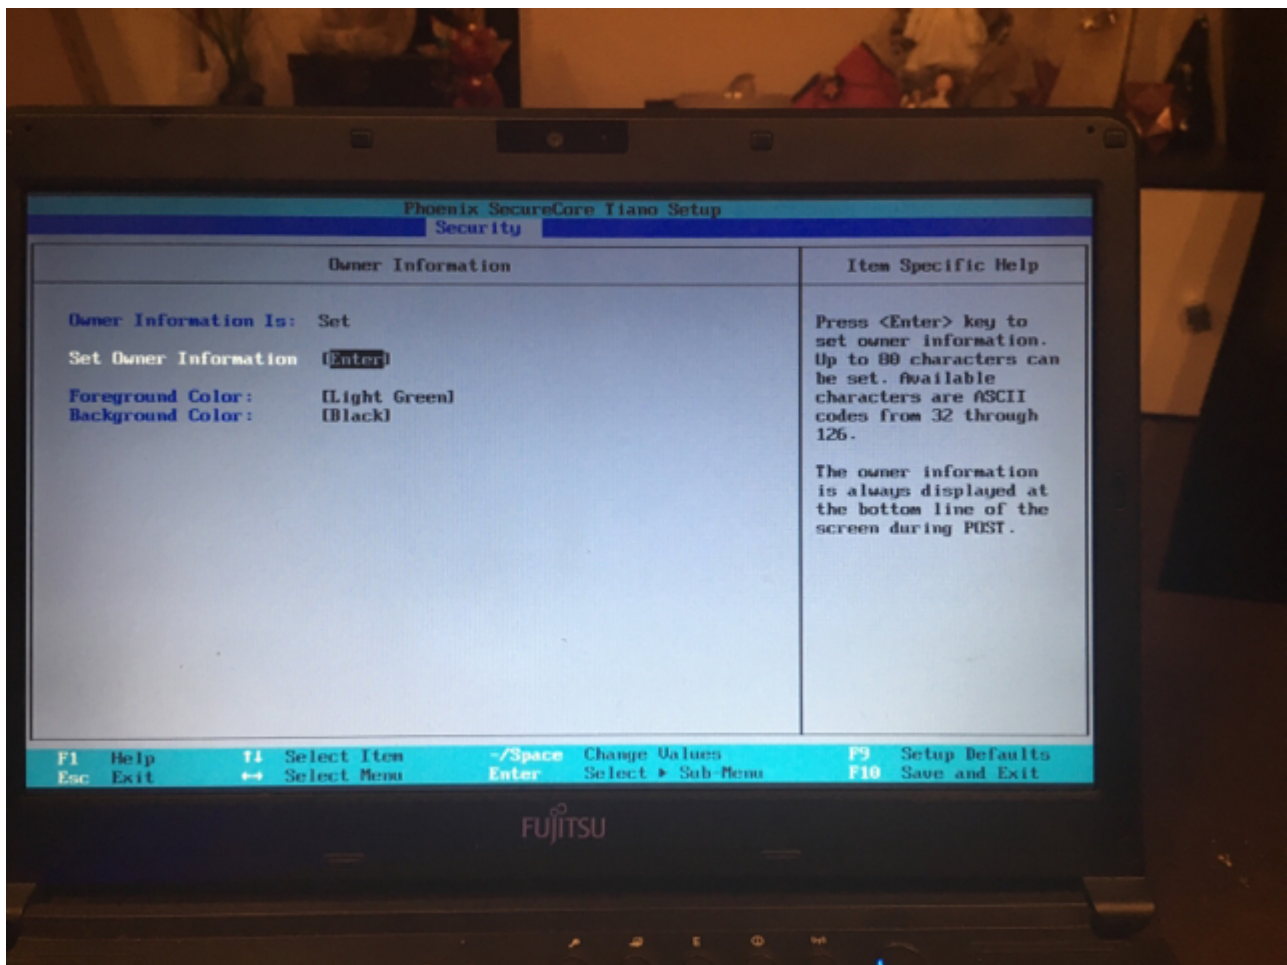 Phoenix SecureCore Tiano Setup
Security
Owner Information
Item Specific Help
Owner Information Is: Set
Set Owner Information [Enter]
Foreground Color: [Light Green]
Background Color: [Black]
Press <Enter> key to
set owner information.
Up to 80 characters can
be set. Available
characters are ASCII
codes from 32 through
126.
The owner information
is always displayed at
the bottom line of the
screen during POST.
F1 Help ↑↓ Select Item -/Space Change Values F9 Setup Defaults
Esc Exit ↔ Select Menu Enter Select ▶ Sub-Menu F10 Save and Exit
FUJITSU